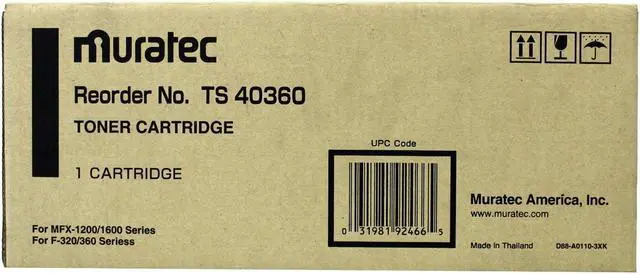 muratec
Reorder No. TS 40360
TONER CARTRIDGE
1 CARTRIDGE
For MFX-1200/1600 Series
For F-320/360 Seriess
UPC Code
0 31981 92466 5
Muratec America, Inc.
www.muratec.com
Made in Thailand D88-A0110-3XK